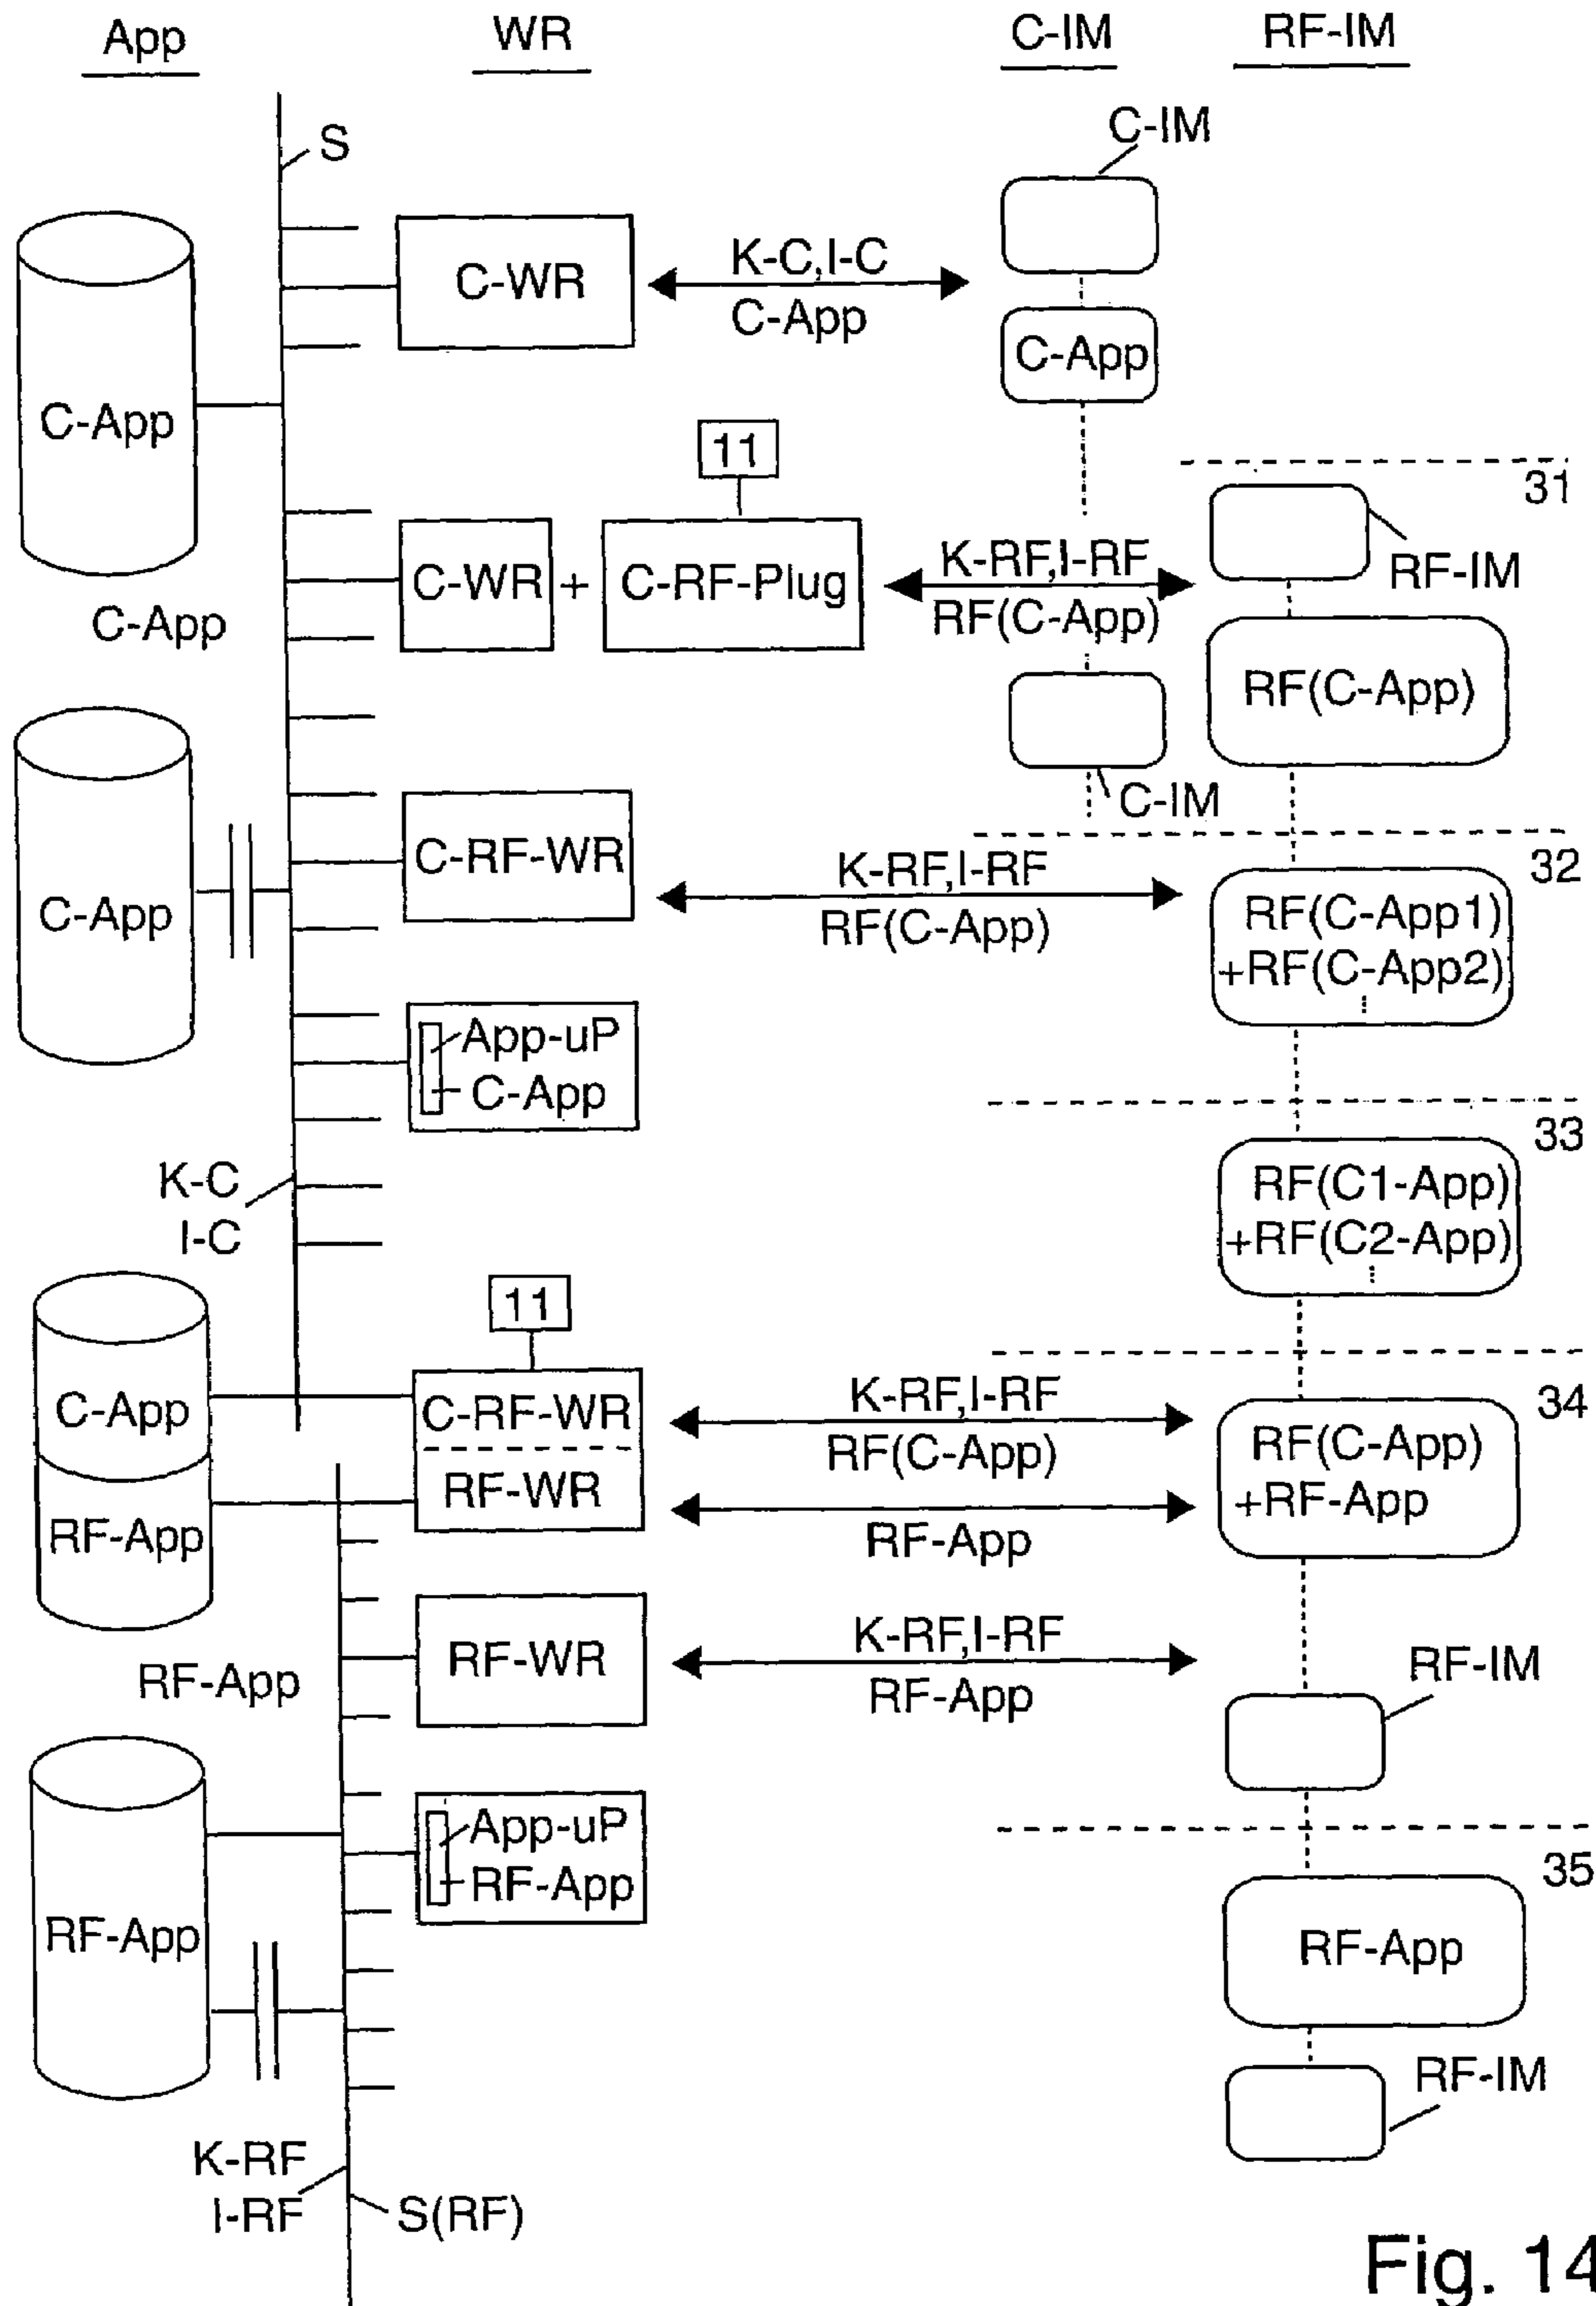 App WR C-IM RF-IM
S
C-IM
C-WR
K-C,I-C
C-App
C-App
C-App
11
31
C-WR + C-RF-Plug
K-RF,I-RF
RF(C-App)
RF-IM
C-App
RF(C-App)
C-IM
C-App
C-RF-WR
K-RF,I-RF
RF(C-App)
32
RF(C-App1)
+RF(C-App2)
App-uP
C-App
33
K-C
I-C
RF(C1-App)
+RF(C2-App)
11
C-App
C-RF-WR
K-RF,I-RF
RF(C-App)
34
RF(C-App)
+RF-App
RF-App
RF-WR
RF-App
RF-App
RF-WR
K-RF,I-RF
RF-App
RF-IM
App-uP
RF-App
35
RF-App
RF-App
RF-IM
K-RF
I-RF
S(RF)
Fig. 14